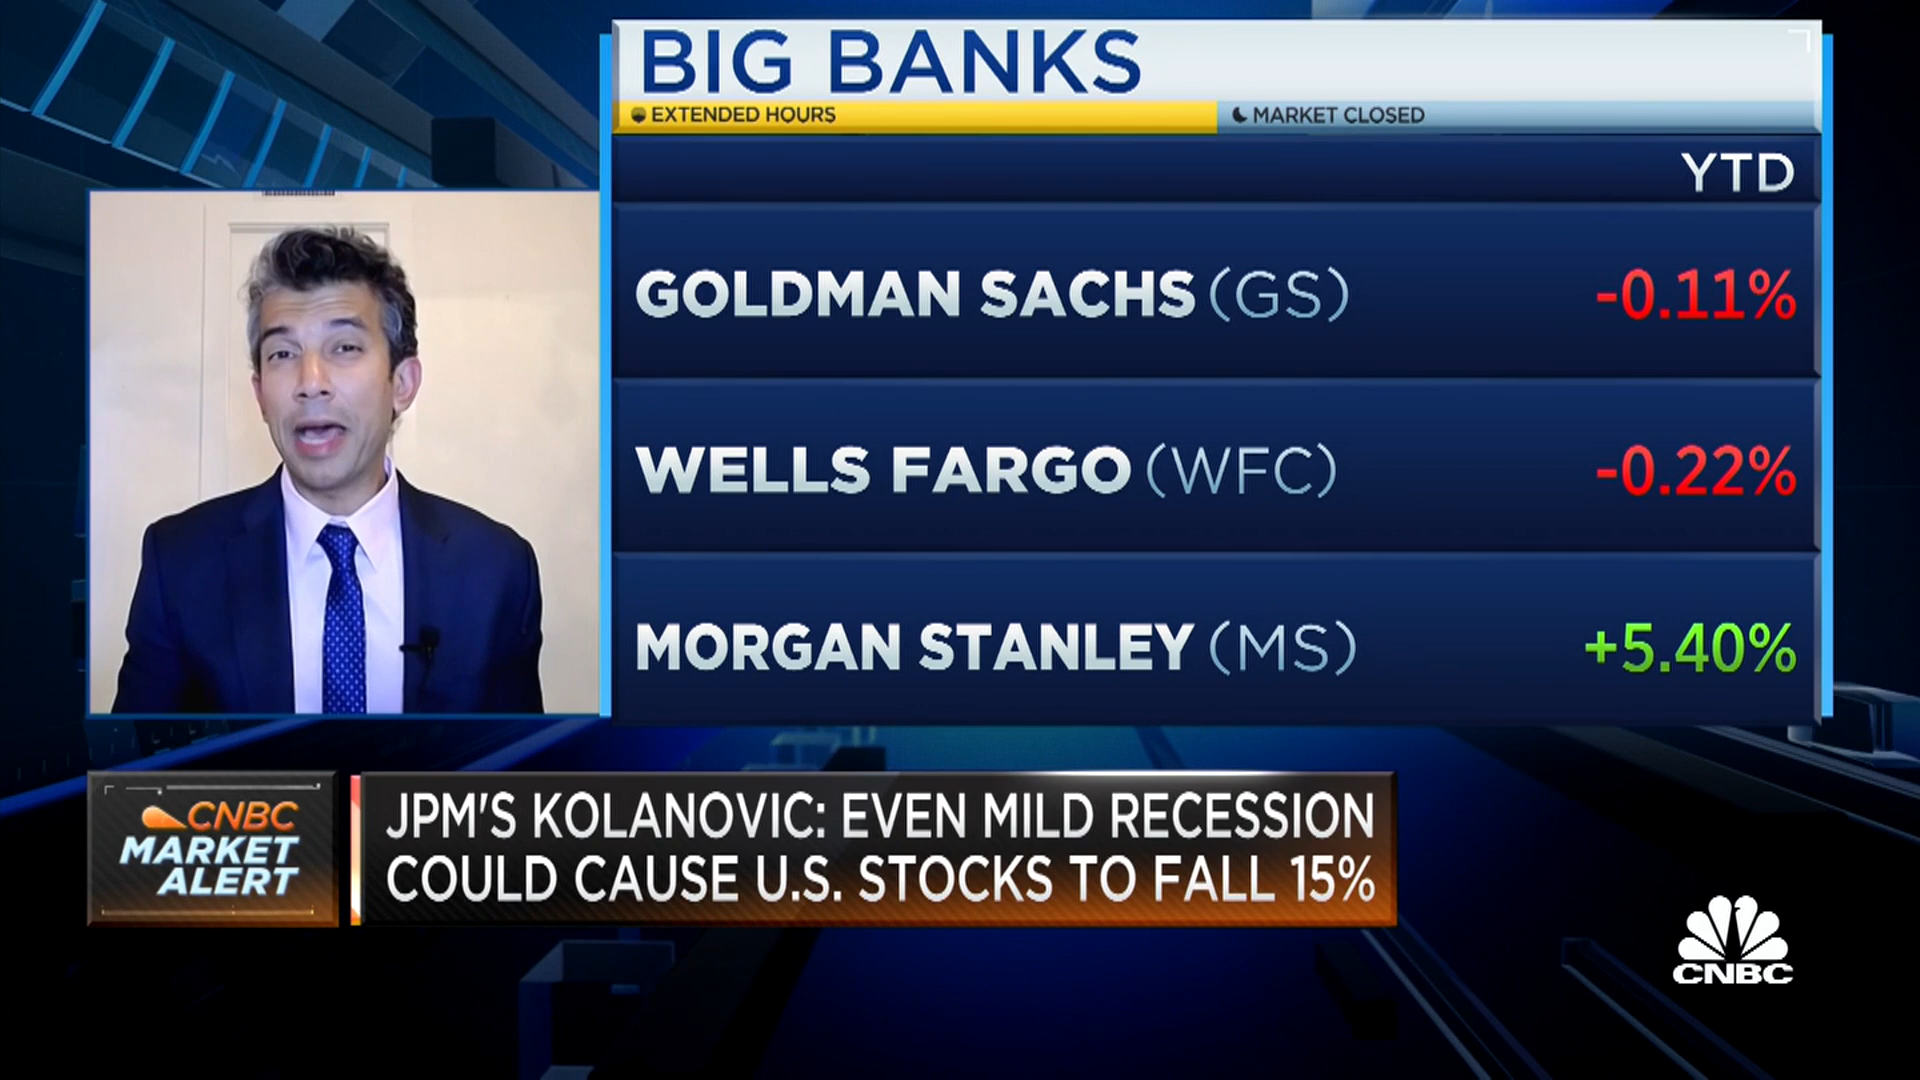 BIG BANKS
EXTENDED HOURS
MARKET CLOSED
YTD
GOLDMAN SACHS (GS) -0.11%
WELLS FARGO (WFC) -0.22%
MORGAN STANLEY (MS) +5.40%
CNBC
MARKET
ALERT
JPM'S KOLANOVIC: EVEN MILD RECESSION
COULD CAUSE U.S. STOCKS TO FALL 15%
CNBC